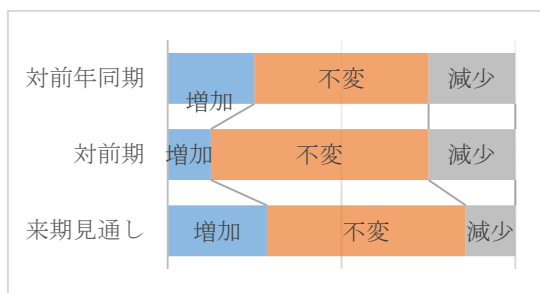 対前年同期 増加 不変 減少
対前期 増加 不変 減少
来期見通し 増加 不変 減少